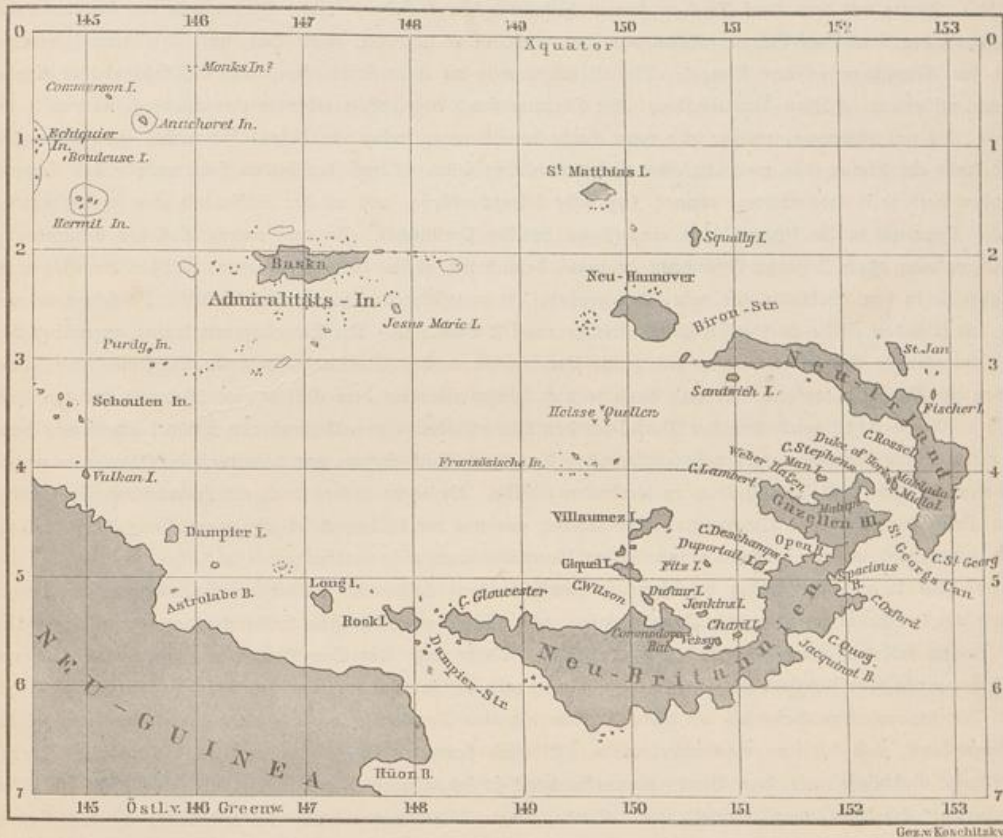 145 146 147 148 149 150 151 152 153
0 0
Äquator
Monks In?
Commerson I.
Anachoret In.
Echiquier
In.
1 1
Boudeuse I.
St Matthias I.
Hermit In.
Squally I.
2 2
Baska
Neu-Hannover
Admiralitäts-In.
Biron-Str.
Jesus Marie I.
Purdy In.
St. Jan
3 3
Neu-Irland
Sandwich I.
Fischer I.
Schouten In.
Heisse Quellen
C. Rossel
Duke of York
C. Stephens
Man I.
Weber Hafen
C. Lambert
Französische In.
4 4
Vulkan I.
Gazellen
Villaumez I.
C. Deschamps
Open B.
St Georgs Can.
C. St Georg
Dampier I.
Duportail I.
Fitz I.
Giquel I.
Spacious
B.
5 5
Long I.
Astrolabe B.
Rook I.
C. Gloucester
C. Wilson
Dufaur I.
Jenkins I.
Chard I.
C. Oxford
C. Quoy
Jacquinot B.
Dampier-Str.
Neu-Britannien
6 6
NEU-GUINEA
Hüon B.
7 7
145 Östl. v. 146 Greenw. 147 148 149 150 151 152 153
Gez. v. Koschitzky